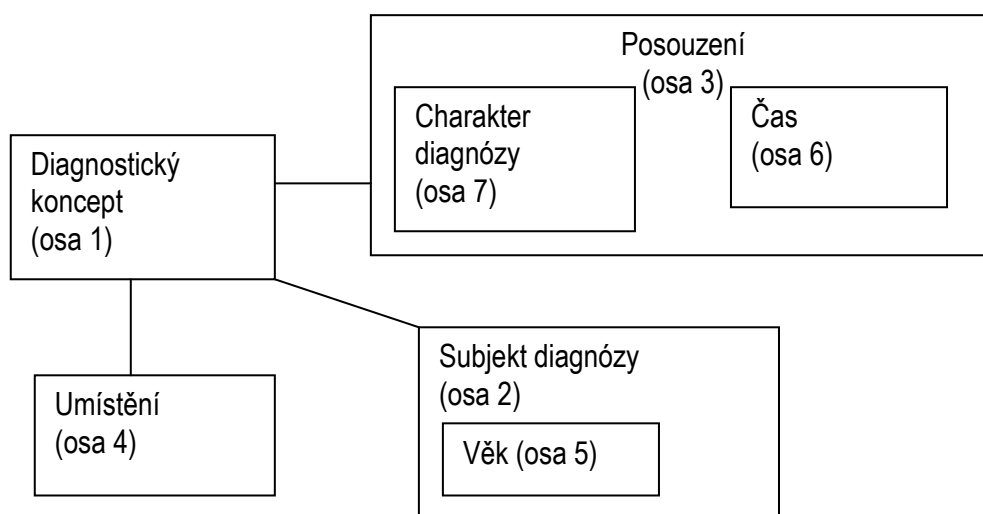 Posouzení
(osa 3)
Charakter
diagnózy
(osa 7)
Čas
(osa 6)
Diagnostický
koncept
(osa 1)
Subjekt diagnózy
(osa 2)
Věk (osa 5)
Umístění
(osa 4)